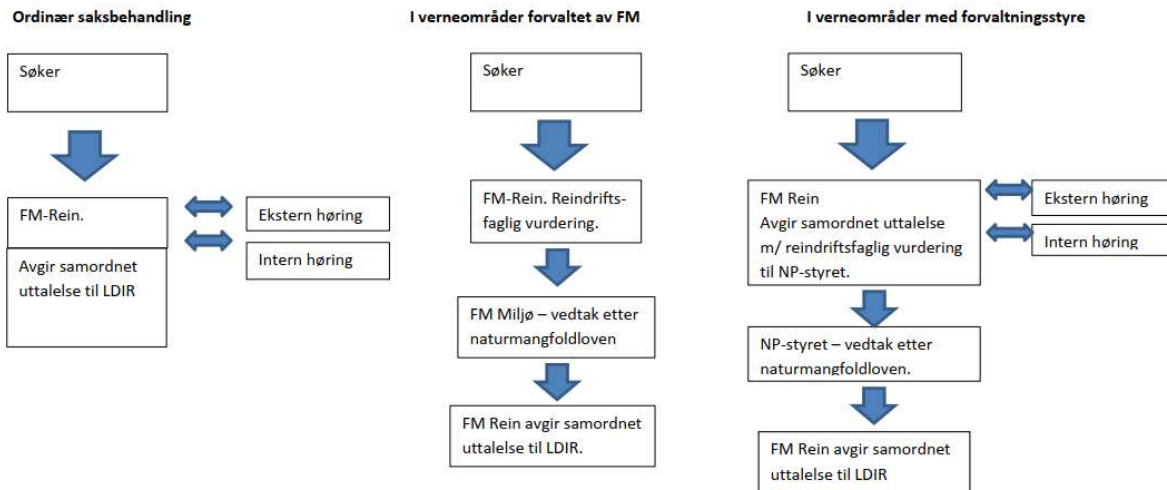 Ordinær saksbehandling
Søker
FM-Rein.
Avgir samordnet
uttalelse til LDIR
Ekstern høring
Intern høring
I verneområder forvaltet av FM
Søker
FM-Rein. Reindrifts-
faglig vurdering.
FM Miljø – vedtak etter
naturmangfoldloven
FM Rein avgir samordnet
uttalelse til LDIR.
I verneområder med forvaltningsstyre
Søker
FM Rein
Avgir samordnet uttalelse
m/ reindriftsfaglig vurdering
til NP-styret.
Ekstern høring
Intern høring
NP-styret – vedtak etter
naturmangfoldloven.
FM Rein avgir samordnet
uttalelse til LDIR